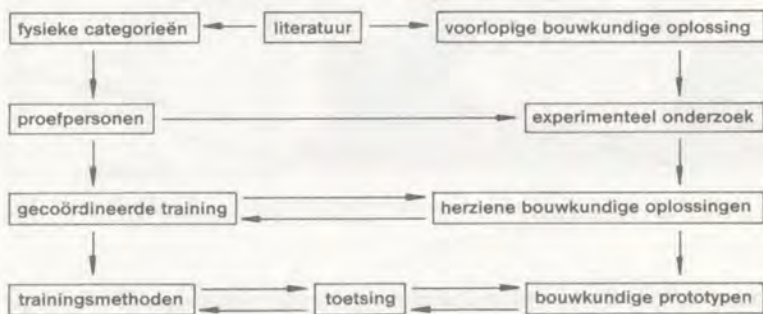 fysieke categorieën literatuur voorlopige bouwkundige oplossing
proefpersonen experimenteel onderzoek
gecoördineerde training herziene bouwkundige oplossingen
trainingsmethoden toetsing bouwkundige prototypen